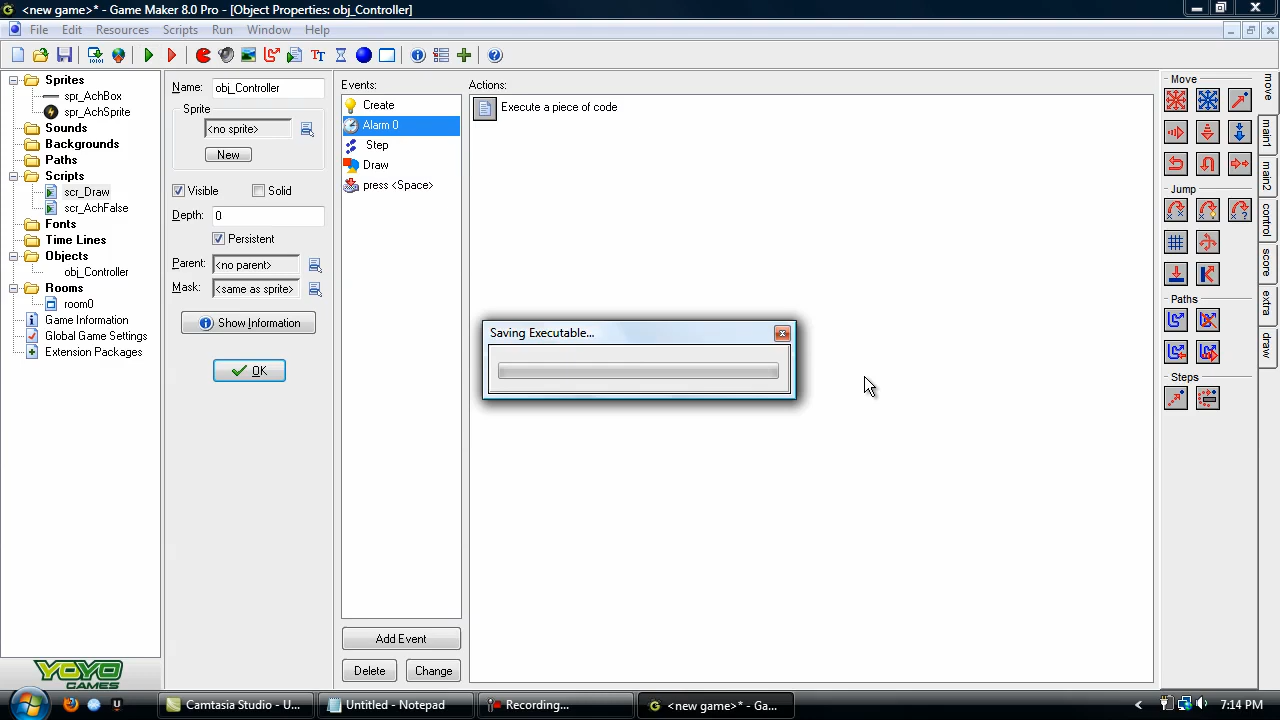 <new game>* - Game Maker 8.0 Pro - [Object Properties: obj_Controller]
File Edit Resources Scripts Run Window Help
Sprites
spr_AchBox
spr_AchSprite
Sounds
Backgrounds
Paths
Scripts
scr_Draw
scr_AchFalse
Fonts
Time Lines
Objects
obj_Controller
Rooms
room0
Game Information
Global Game Settings
Extension Packages
YOYO
GAMES
Name: obj_Controller
Sprite
<no sprite>
New
Visible Solid
Depth: 0
Persistent
Parent: <no parent>
Mask: <same as sprite>
Show Information
OK
Events:
Create
Alarm 0
Step
Draw
press <Space>
Add Event
Delete Change
Actions:
Execute a piece of code
Saving Executable...
Move
Jump
Paths
Steps
move
main1
main2
control
score
extra
draw
Camtasia Studio - U...
Untitled - Notepad
Recording...
<new game>* - Ga...
7:14 PM